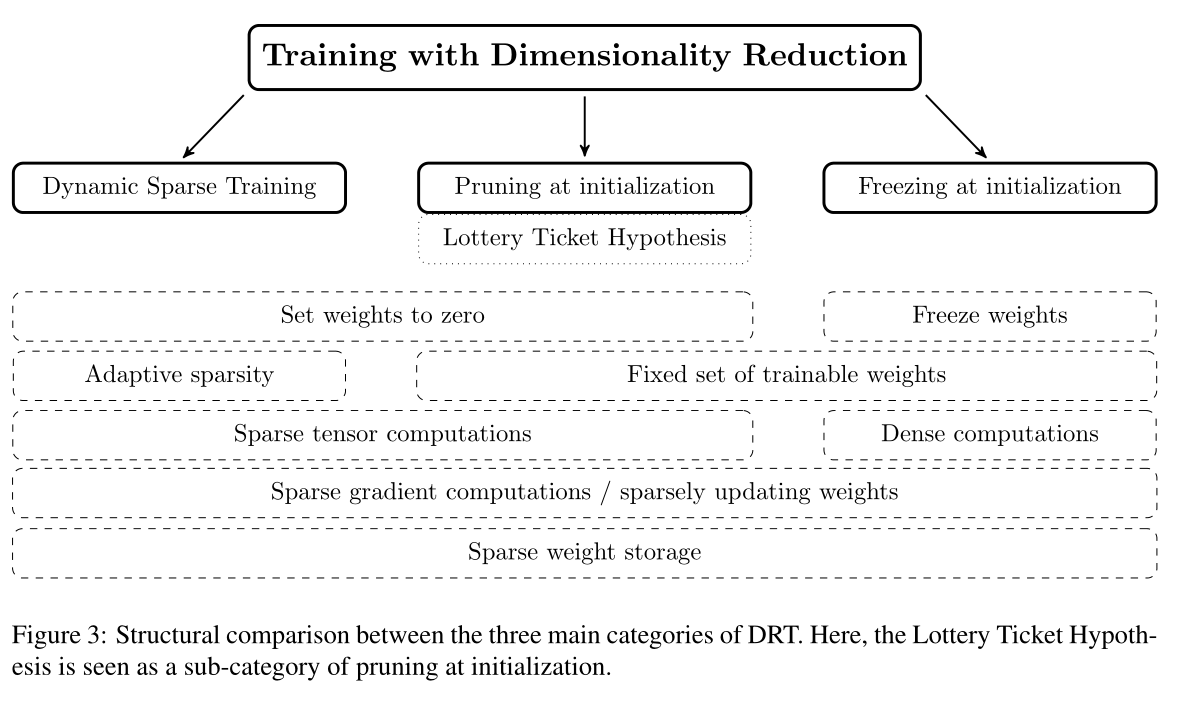 Training with Dimensionality Reduction
Dynamic Sparse Training
Pruning at initialization
Freezing at initialization
Lottery Ticket Hypothesis
Set weights to zero
Freeze weights
Adaptive sparsity
Fixed set of trainable weights
Sparse tensor computations
Dense computations
Sparse gradient computations / sparsely updating weights
Sparse weight storage
Figure 3: Structural comparison between the three main categories of DRT. Here, the Lottery Ticket Hypoth-
esis is seen as a sub-category of pruning at initialization.